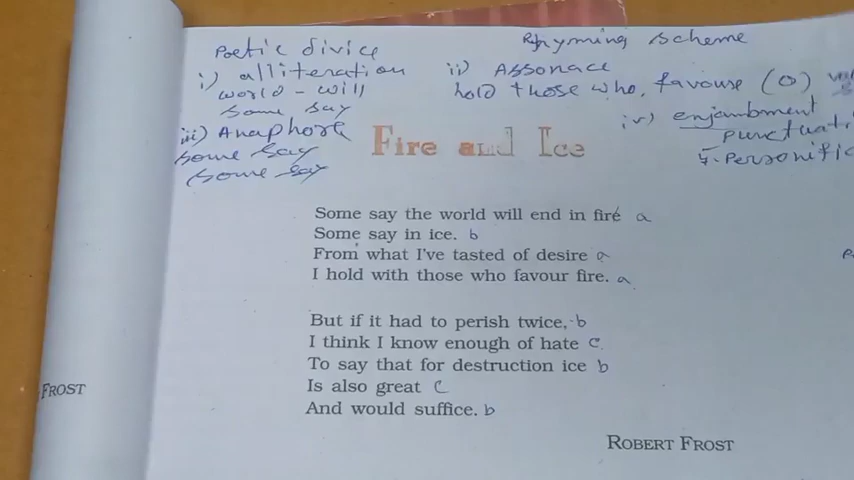 Poetic divice
Rhyming scheme
i) alliteration
world - will
some say
ii) Assonace
hold those who, favouse (o)
iii) Anaphora
some say
some say
iv) enjambment
punctuati
5. Personific
Fire and Ice
Some say the world will end in fire a
Some say in ice. b
From what I've tasted of desire a
I hold with those who favour fire. a
But if it had to perish twice, b
I think I know enough of hate c
To say that for destruction ice b
Is also great c
And would suffice. b
FROST
ROBERT FROST